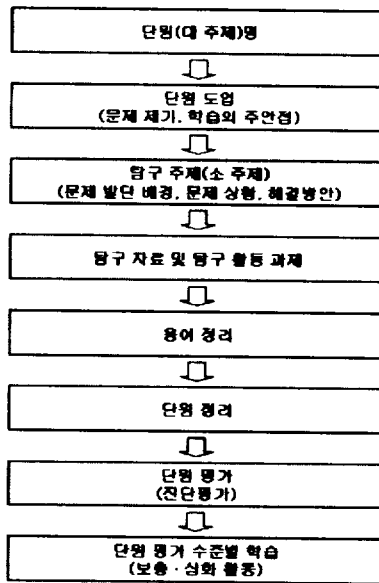 단원(대 주제)명
단원 도입
(문제 제기, 학습의 주안점)
탐구 주제(소 주제)
(문제 발단 배경, 문제 상황, 해결방안)
탐구 자료 및 탐구 활동 과제
용어 정리
단원 정리
단원 평가
(진단평가)
단원 평가 수준별 학습
(보충·심화 활동)